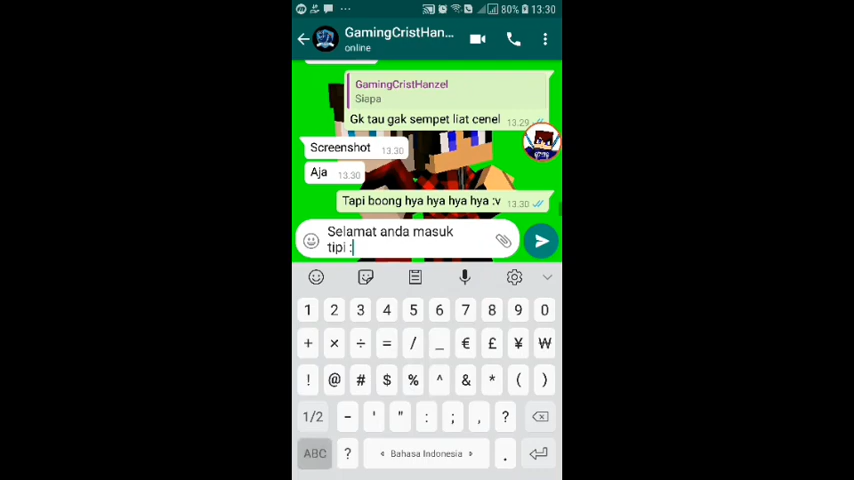 80% 13:30
GamingCristHan...
online
GamingCristHanzel
Siapa
Gk tau gak sempet liat cenel 13.29
Screenshot 13.30
Aja 13.30
Tapi boong hya hya hya hya :v 13.30
Selamat anda masuk
tipi :
1 2 3 4 5 6 7 8 9 0
+ × ÷ = / _ € £ ¥ ₩
! @ # $ % ^ & * ( )
1/2 - ' " : ; , ?
ABC ? Bahasa Indonesia .